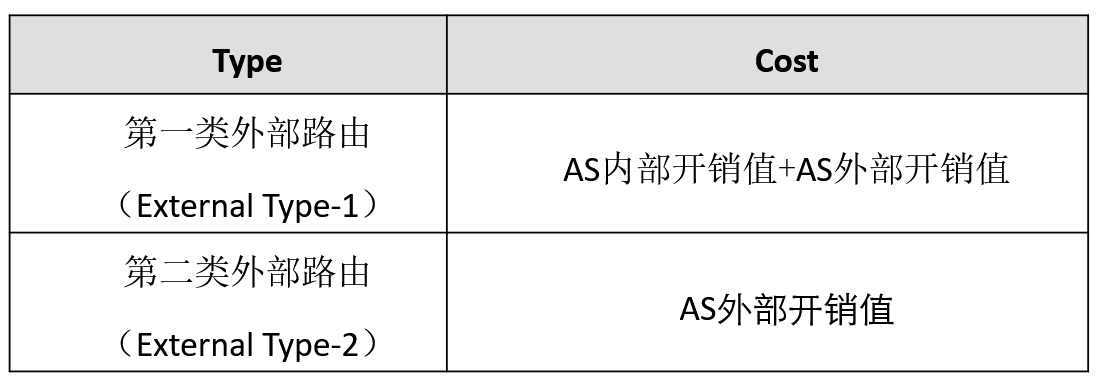 Type
Cost
第一类外部路由
（External Type-1）
AS内部开销值+AS外部开销值
第二类外部路由
（External Type-2）
AS外部开销值